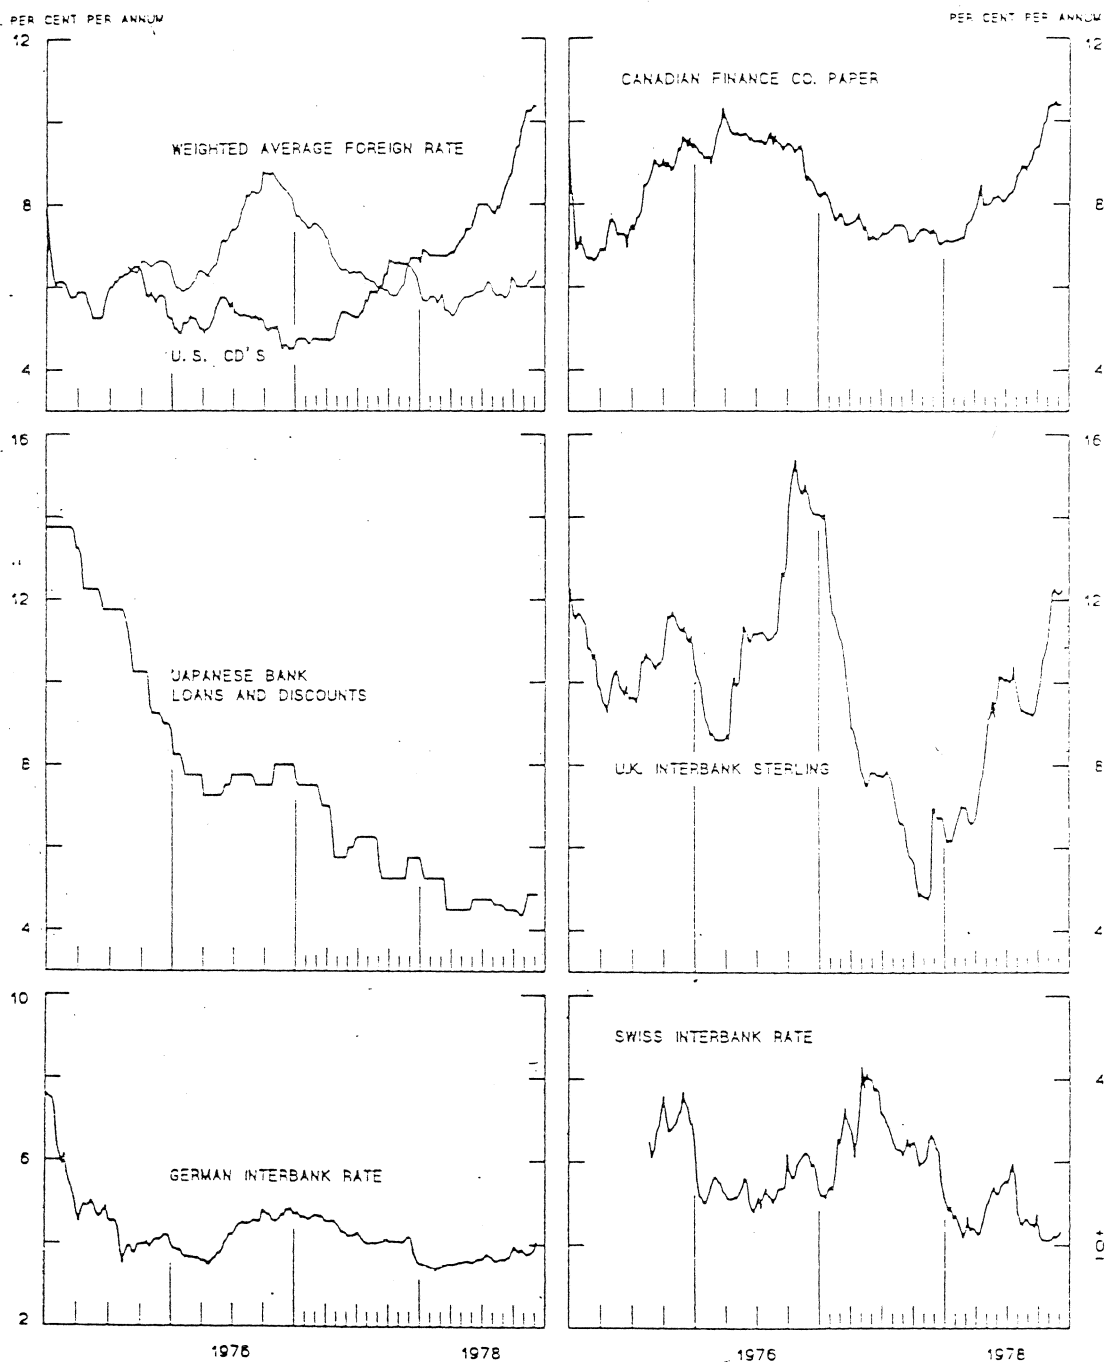 PER CENT PER ANNUM
PER CENT PER ANNUM
12
8
4
WEIGHTED AVERAGE FOREIGN RATE
U.S. CD'S
CANADIAN FINANCE CO. PAPER
12
8
4
16
12
8
4
JAPANESE BANK
LOANS AND DISCOUNTS
U.K. INTERBANK STERLING
16
12
8
4
10
6
2
GERMAN INTERBANK RATE
SWISS INTERBANK RATE
4
1976
1978
1976
1978